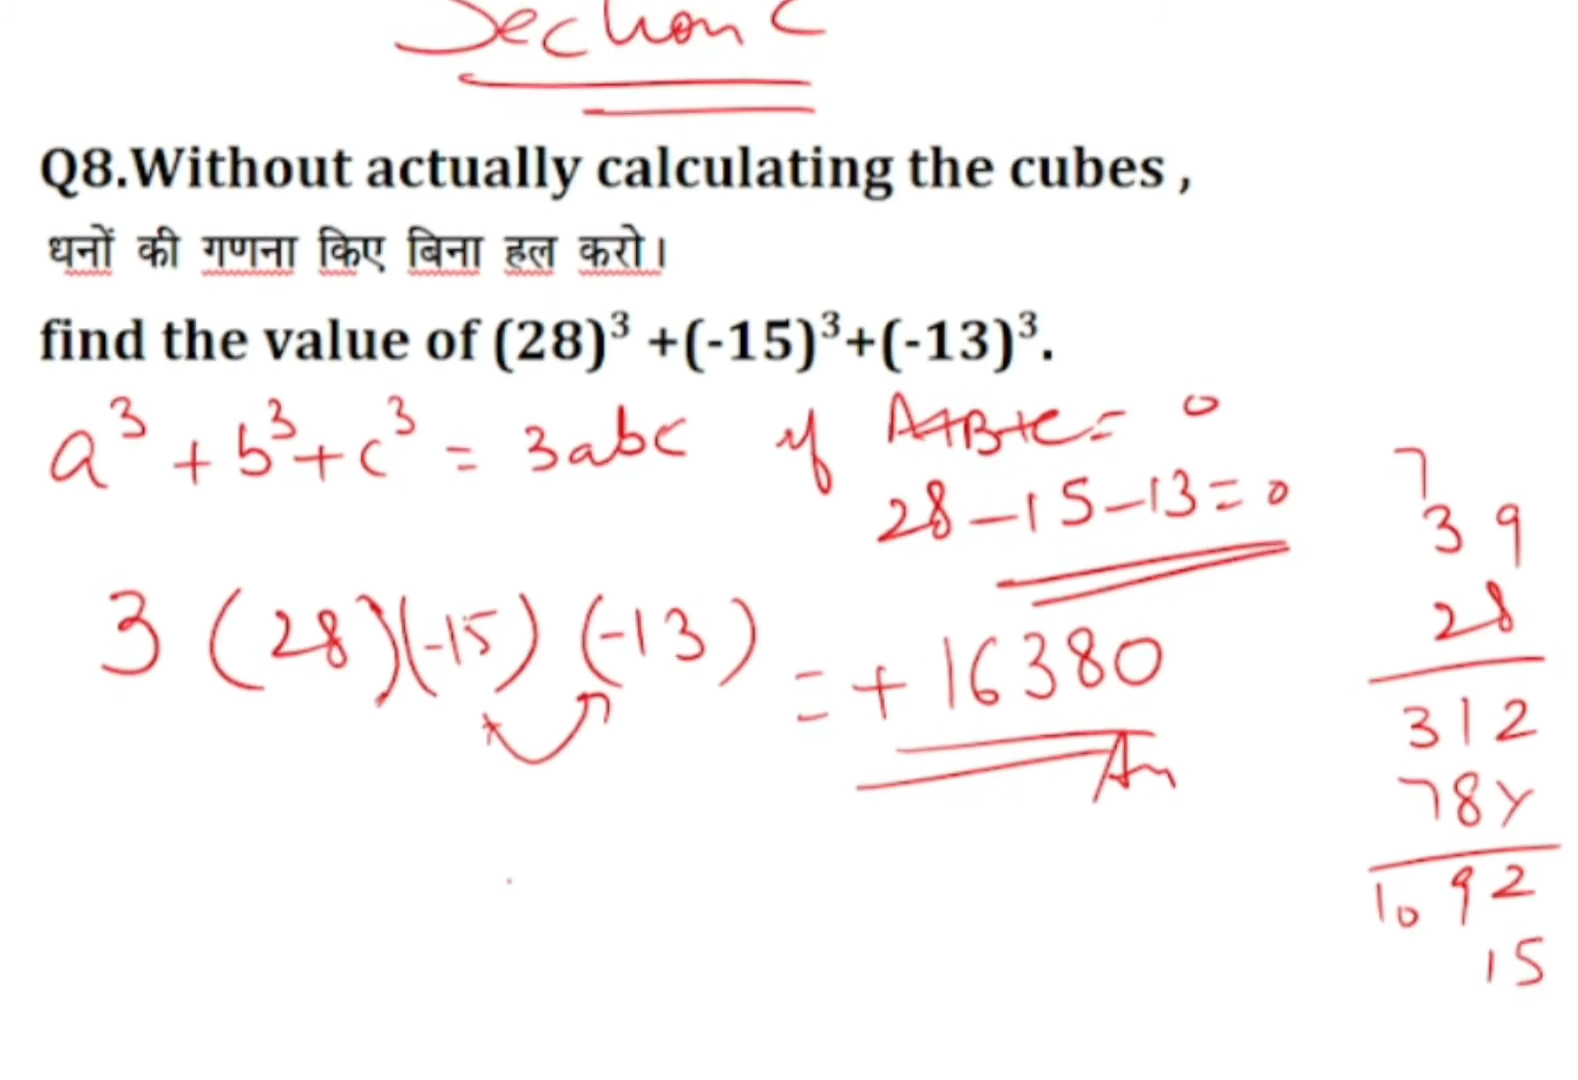 Section C
Q8.Without actually calculating the cubes ,
धनों की गणना किए बिना हल करो।
find the value of (28)³ +(-15)³+(-13)³.
a³ + b³ + c³ = 3abc if A+B+C = 0
28 – 15 – 13 = 0
3 (28)(-15) (-13) = + 16380
Ans
7
39
28
312
78×
1092
15